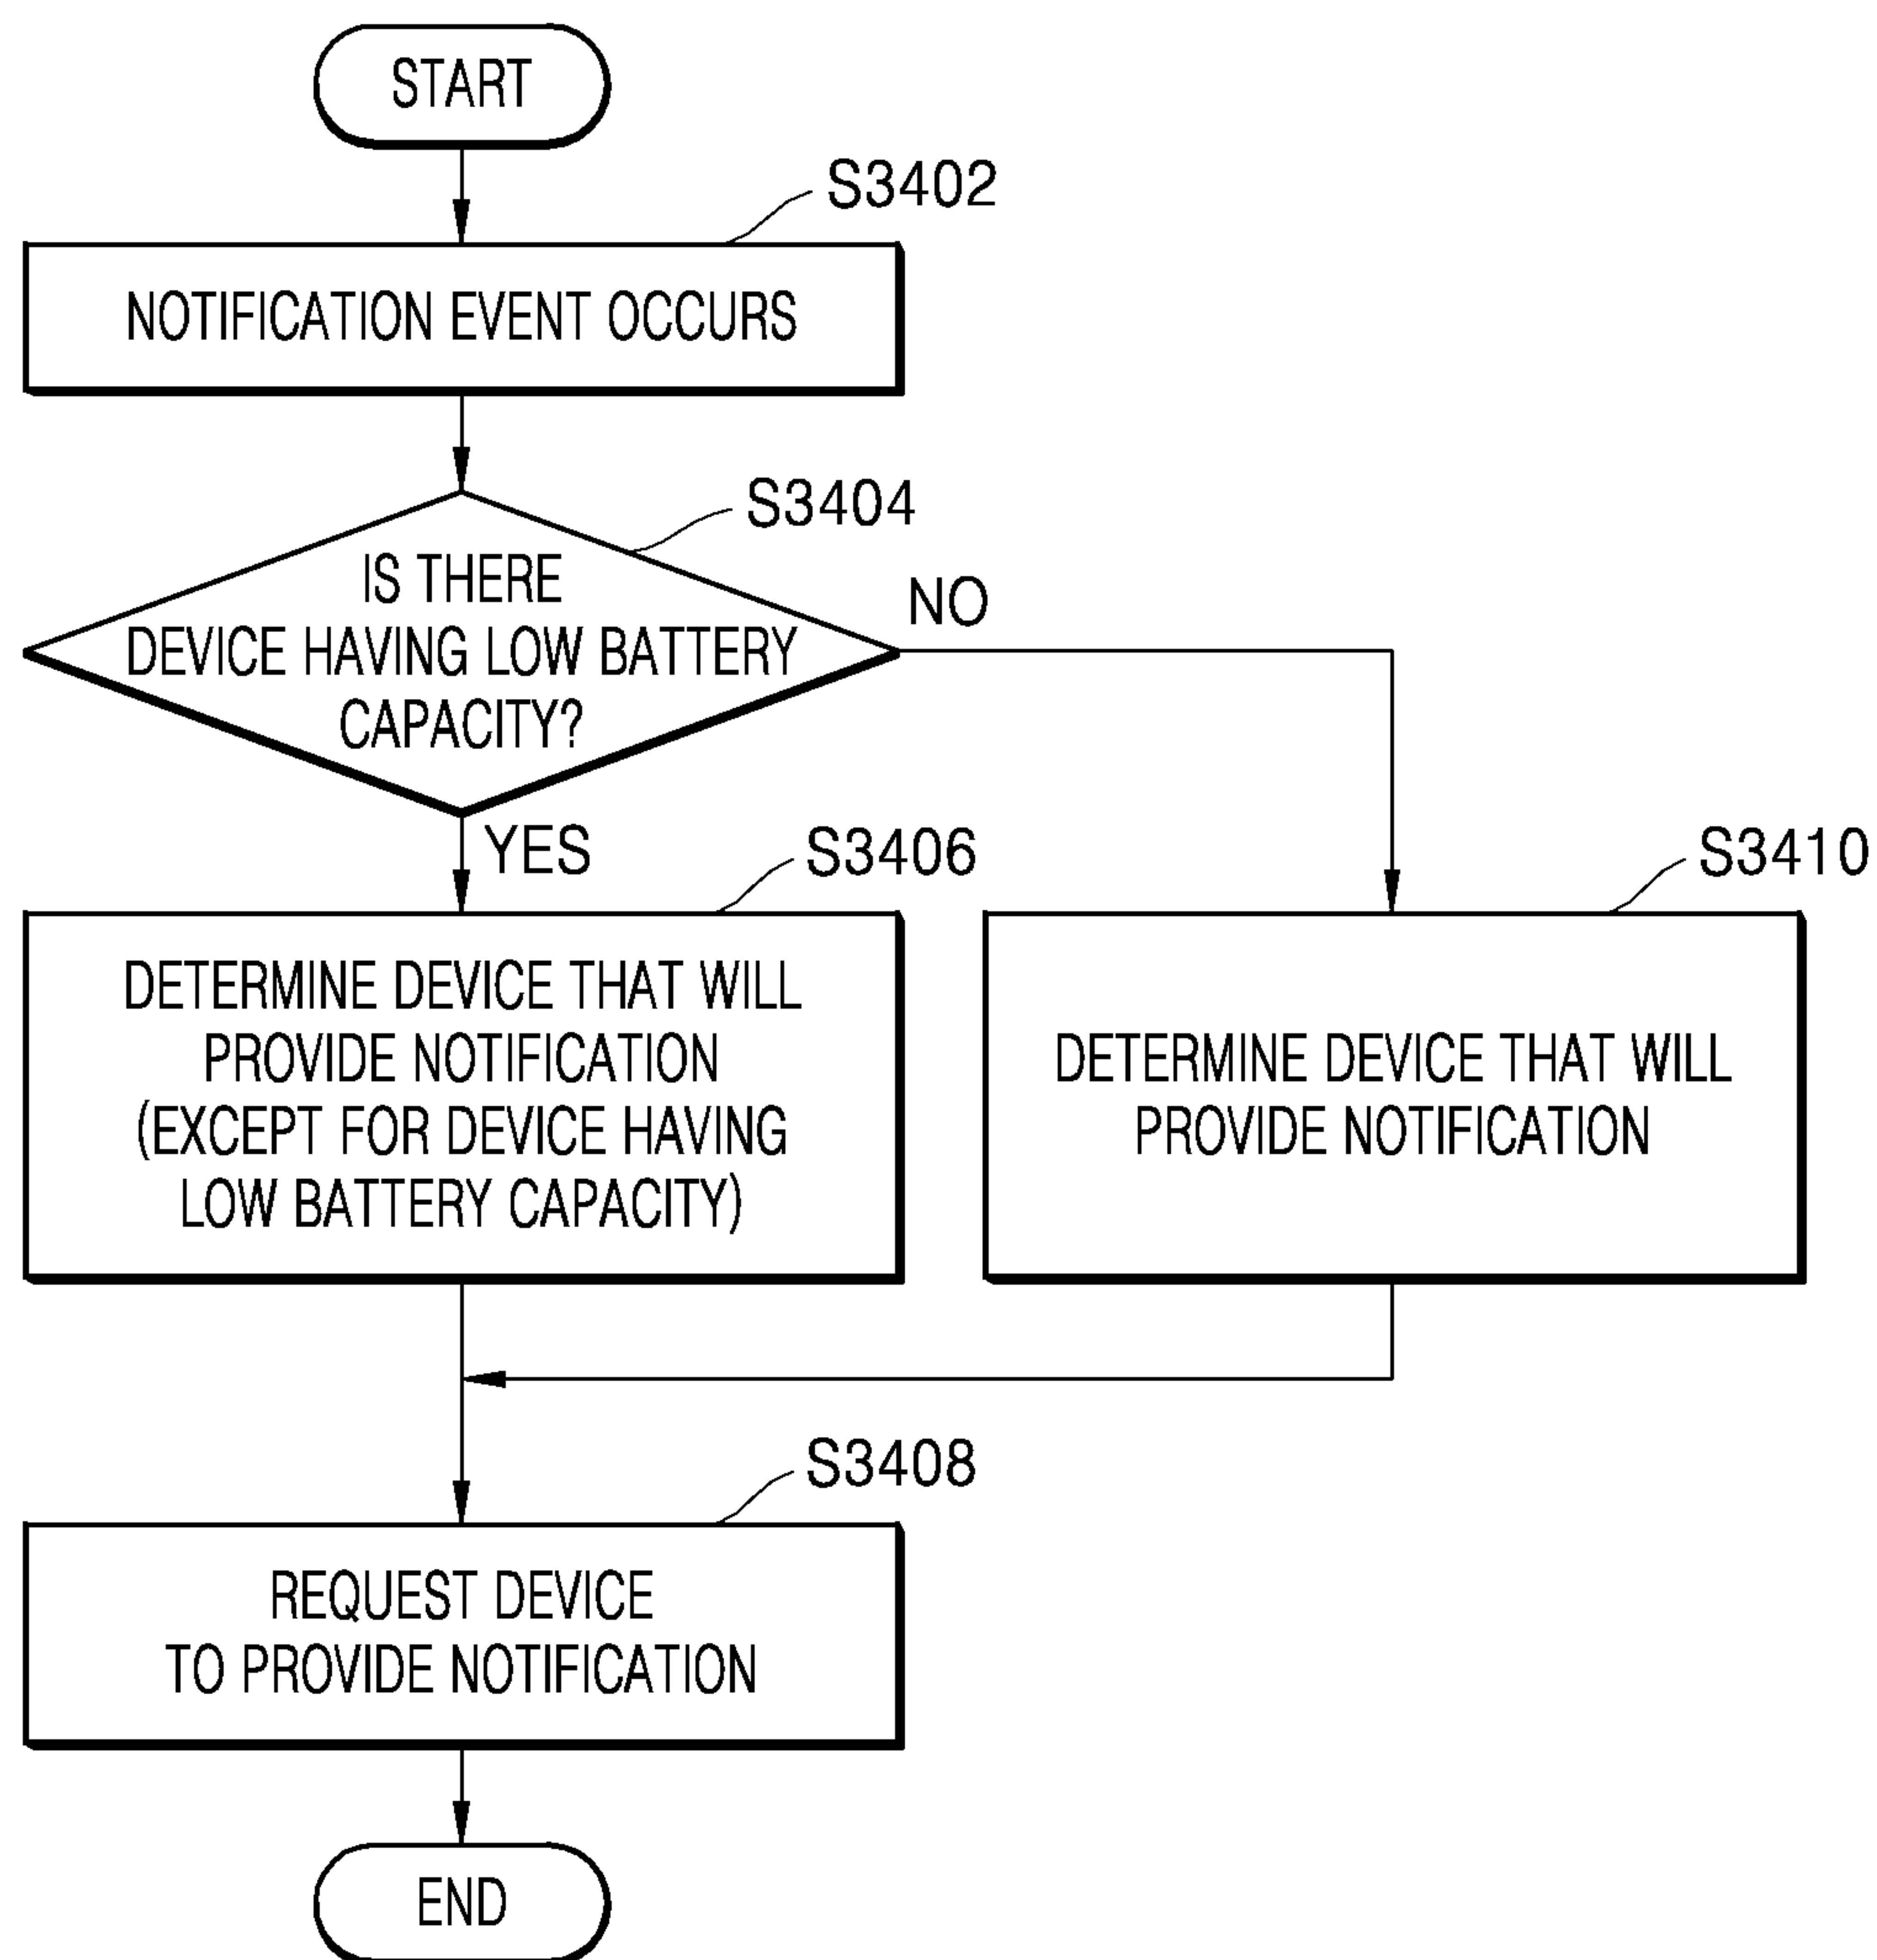 START
S3402
NOTIFICATION EVENT OCCURS
S3404
IS THERE
DEVICE HAVING LOW BATTERY
CAPACITY?
NO
YES
S3406
DETERMINE DEVICE THAT WILL
PROVIDE NOTIFICATION
(EXCEPT FOR DEVICE HAVING
LOW BATTERY CAPACITY)
S3410
DETERMINE DEVICE THAT WILL
PROVIDE NOTIFICATION
S3408
REQUEST DEVICE
TO PROVIDE NOTIFICATION
END